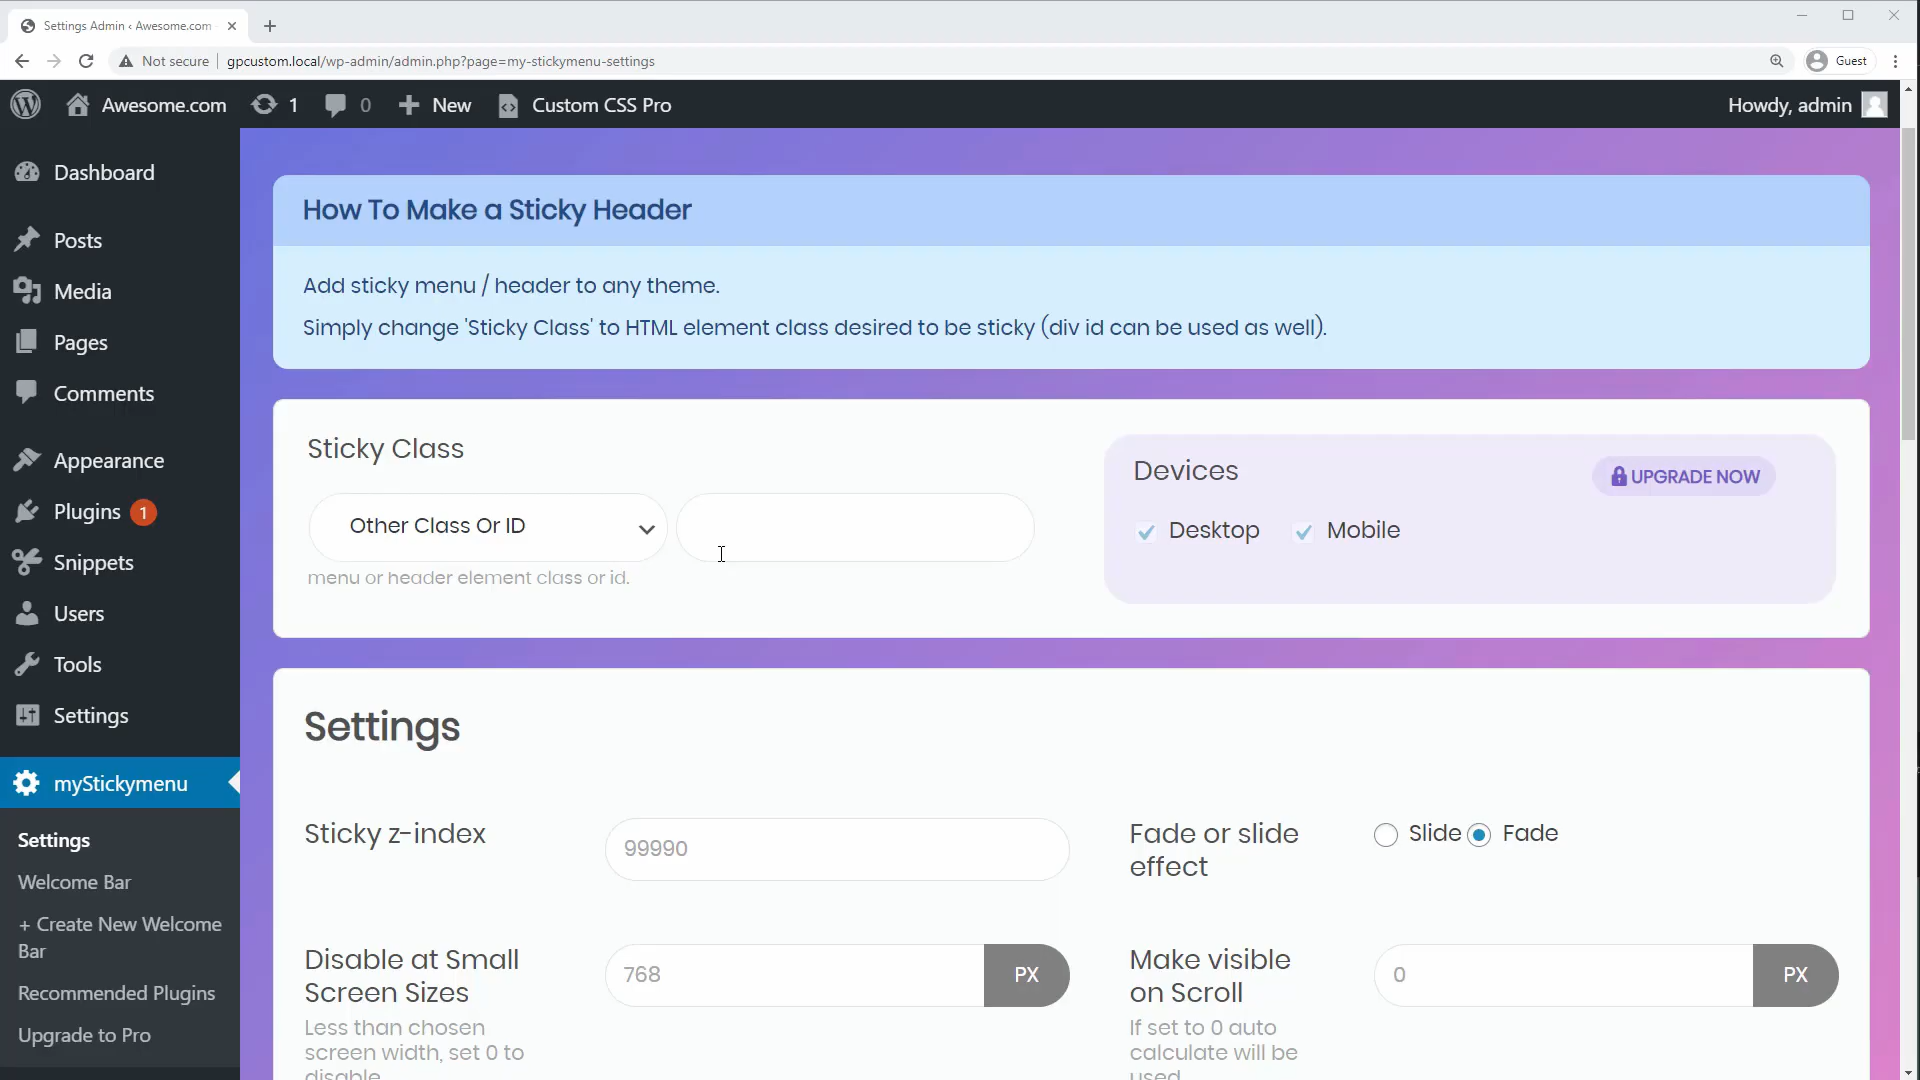 Settings Admin ‹ Awesome.com
Not secure
gpcustom.local/wp-admin/admin.php?page=my-stickymenu-settings
Guest
Awesome.com
1
0
New
Custom CSS Pro
Howdy, admin
Dashboard
Posts
Media
Pages
Comments
Appearance
Plugins 1
Snippets
Users
Tools
Settings
myStickymenu
Settings
Welcome Bar
+ Create New Welcome
Bar
Recommended Plugins
Upgrade to Pro
How To Make a Sticky Header
Add sticky menu / header to any theme.
Simply change 'Sticky Class' to HTML element class desired to be sticky (div id can be used as well).
Sticky Class
Other Class Or ID
menu or header element class or id.
Devices
UPGRADE NOW
Desktop
Mobile
Settings
Sticky z-index
99990
Fade or slide
effect
Slide
Fade
Disable at Small
Screen Sizes
768
PX
Less than chosen
screen width, set 0 to
disable
Make visible
on Scroll
0
PX
If set to 0 auto
calculate will be
used